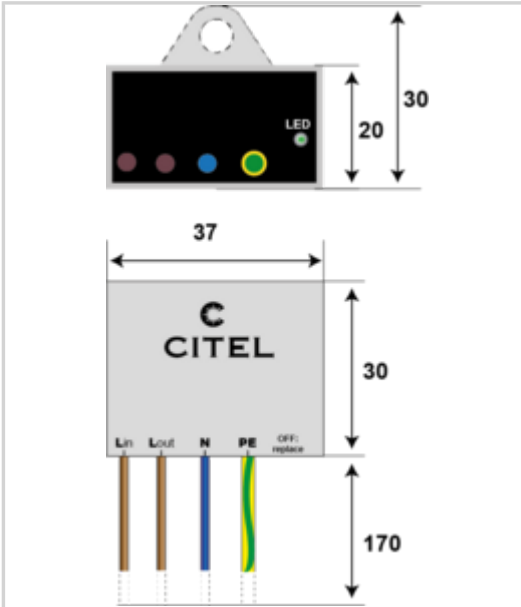 LED
30
20
37
C
CITEL
30
Lin Lout N PE OFF:
replace
170